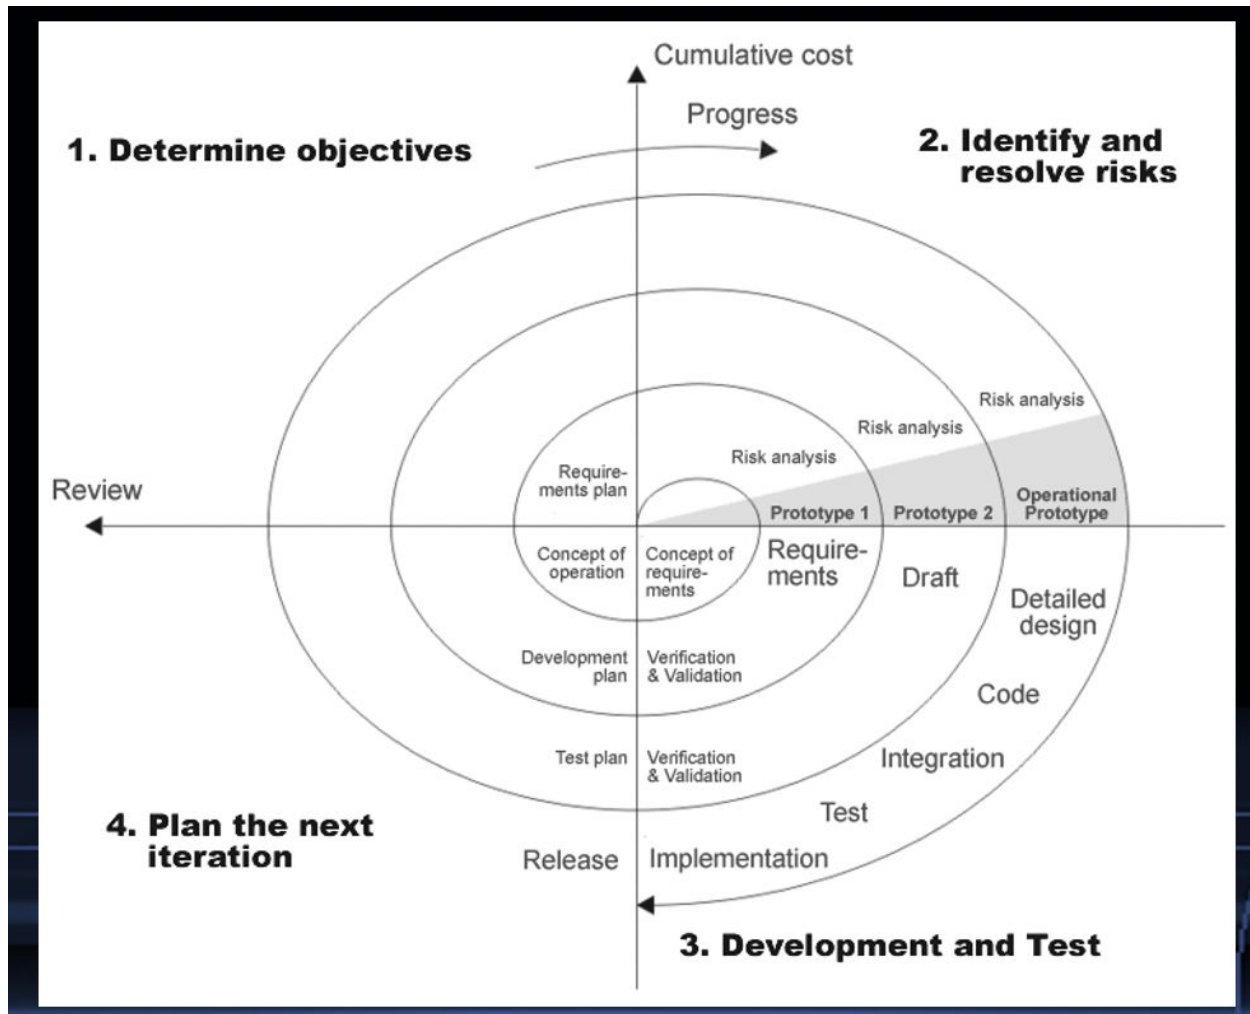 Cumulative cost
Progress
1. Determine objectives
2. Identify and
resolve risks
Risk analysis
Risk analysis
Risk analysis
Require-
ments plan
Review
Prototype 1
Prototype 2
Operational
Prototype
Concept of
operation
Concept of
require-
ments
Require-
ments
Draft
Detailed
design
Development
plan
Verification
& Validation
Code
Test plan
Verification
& Validation
Integration
Test
4. Plan the next
iteration
Release
Implementation
3. Development and Test